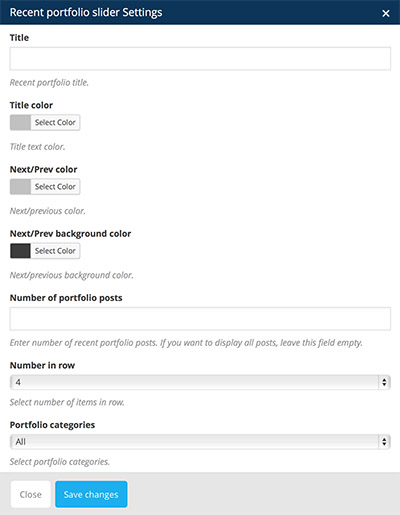 Recent portfolio slider Settings ×
Title
Recent portfolio title.
Title color
Select Color
Title text color.
Next/Prev color
Select Color
Next/previous color.
Next/Prev background color
Select Color
Next/previous background color.
Number of portfolio posts
Enter number of recent portfolio posts. If you want to display all posts, leave this field empty.
Number in row
4
Select number of items in row.
Portfolio categories
All
Select portfolio categories.
Close Save changes